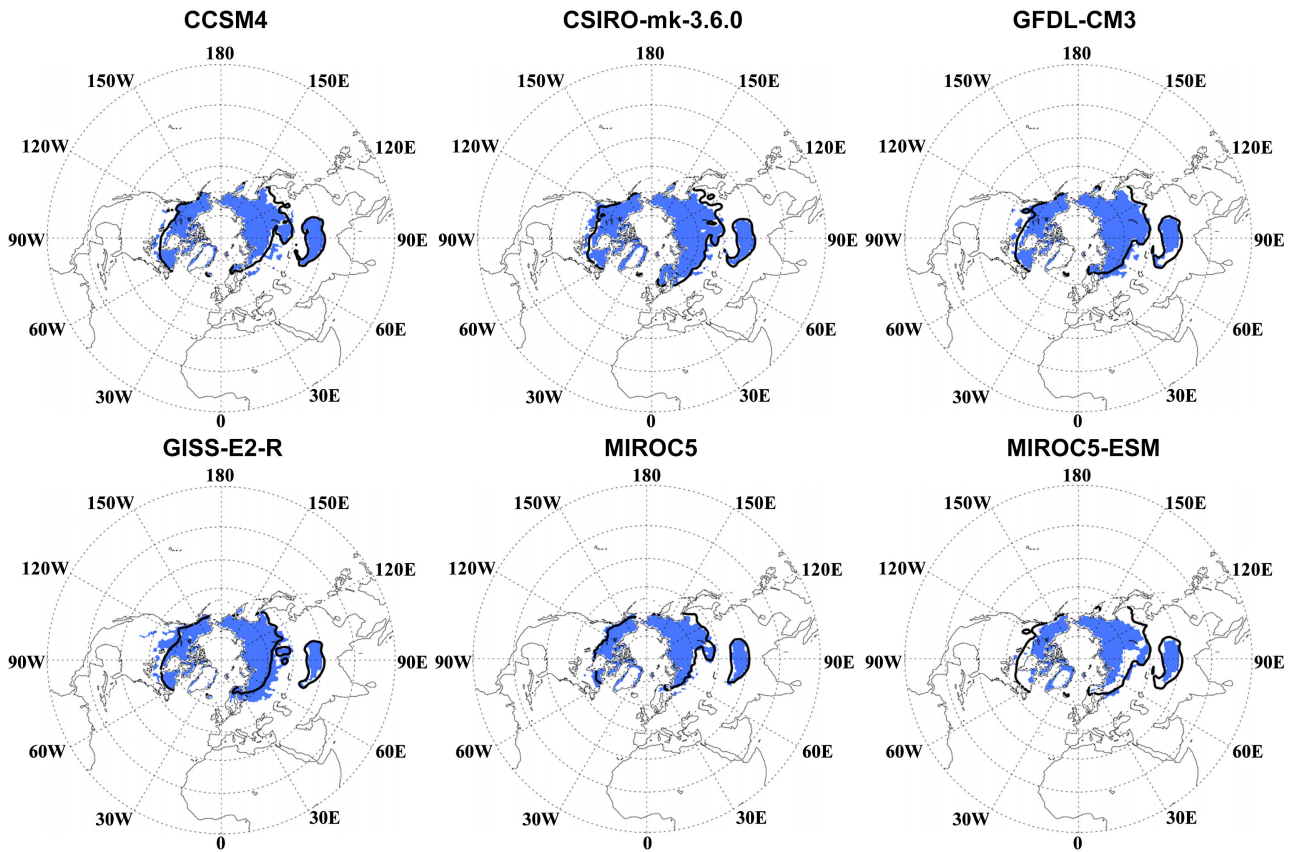 CCSM4 CSIRO-mk-3.6.0 GFDL-CM3
180 180 180
150W 150E 150W 150E 150W 150E
120W 120E 120W 120E 120W 120E
90W 90E 90W 90E 90W 90E
60W 60E 60W 60E 60W 60E
30W 30E 30W 30E 30W 30E
0 0 0
GISS-E2-R MIROC5 MIROC5-ESM
180 180 180
150W 150E 150W 150E 150W 150E
120W 120E 120W 120E 120W 120E
90W 90E 90W 90E 90W 90E
60W 60E 60W 60E 60W 60E
30W 30E 30W 30E 30W 30E
0 0 0